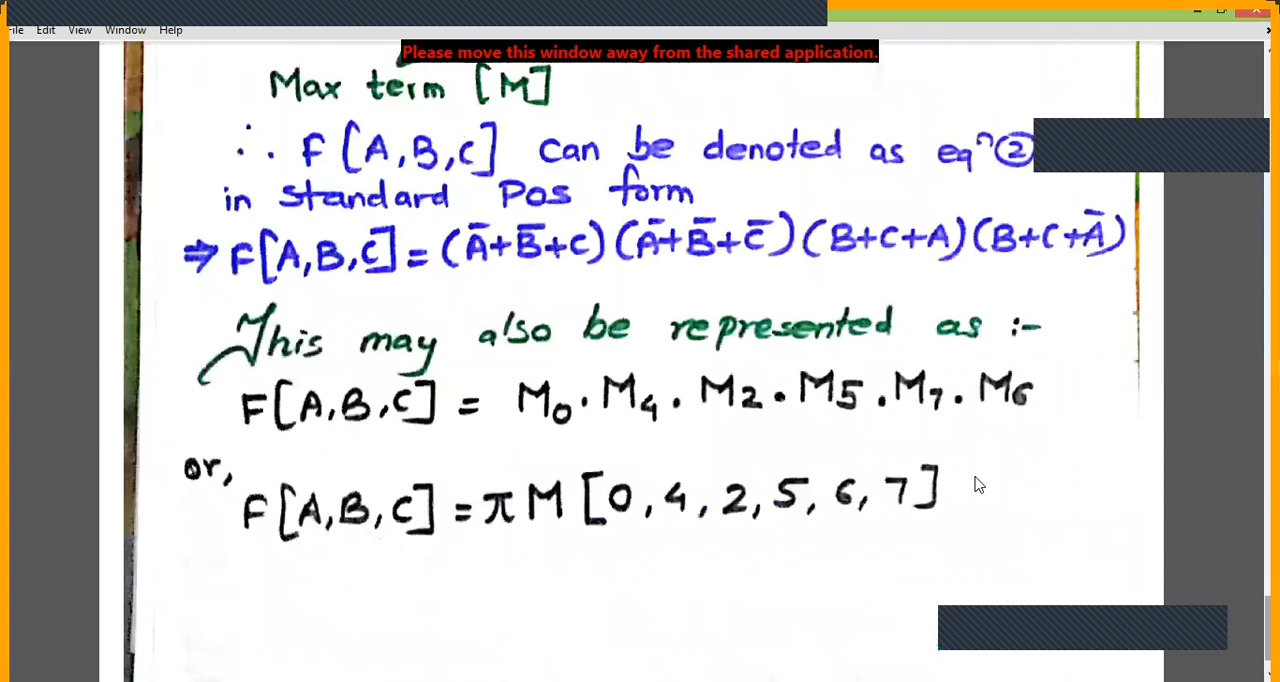 File Edit View Window Help
Please move this window away from the shared application.
Max term [M]
∴ F[A,B,C] can be denoted as eqⁿ②
in standard Pos form
⇒ F[A,B,C] = (Ā+B̄+C)(Ā+B̄+C̄)(B+C+A)(B+C+Ā)
This may also be represented as :-
F[A,B,C] = M₀.M₄.M₂.M₅.M₇.M₆
or,
F[A,B,C] = π M [0,4,2,5,6,7]